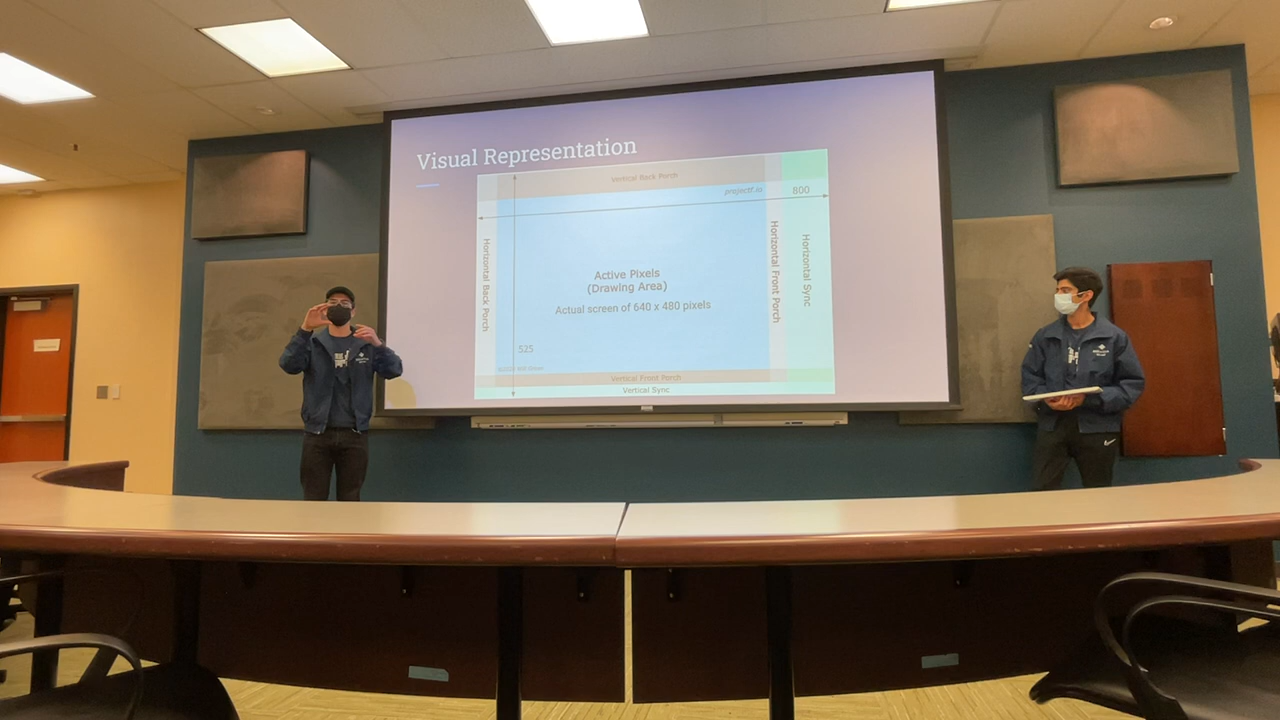 Visual Representation
Vertical Back Porch
projectf.io
800
Horizontal Back Porch
Active Pixels
(Drawing Area)
Actual screen of 640 x 480 pixels
Horizontal Front Porch
Horizontal Sync
525
Vertical Front Porch
Vertical Sync